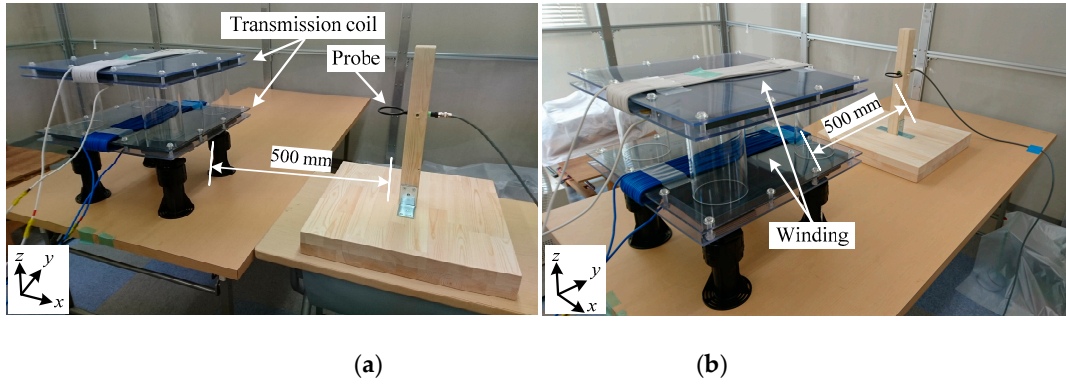 Transmission coil
Probe
500 mm
z
y
x
(a)
500 mm
Winding
z
y
x
(b)